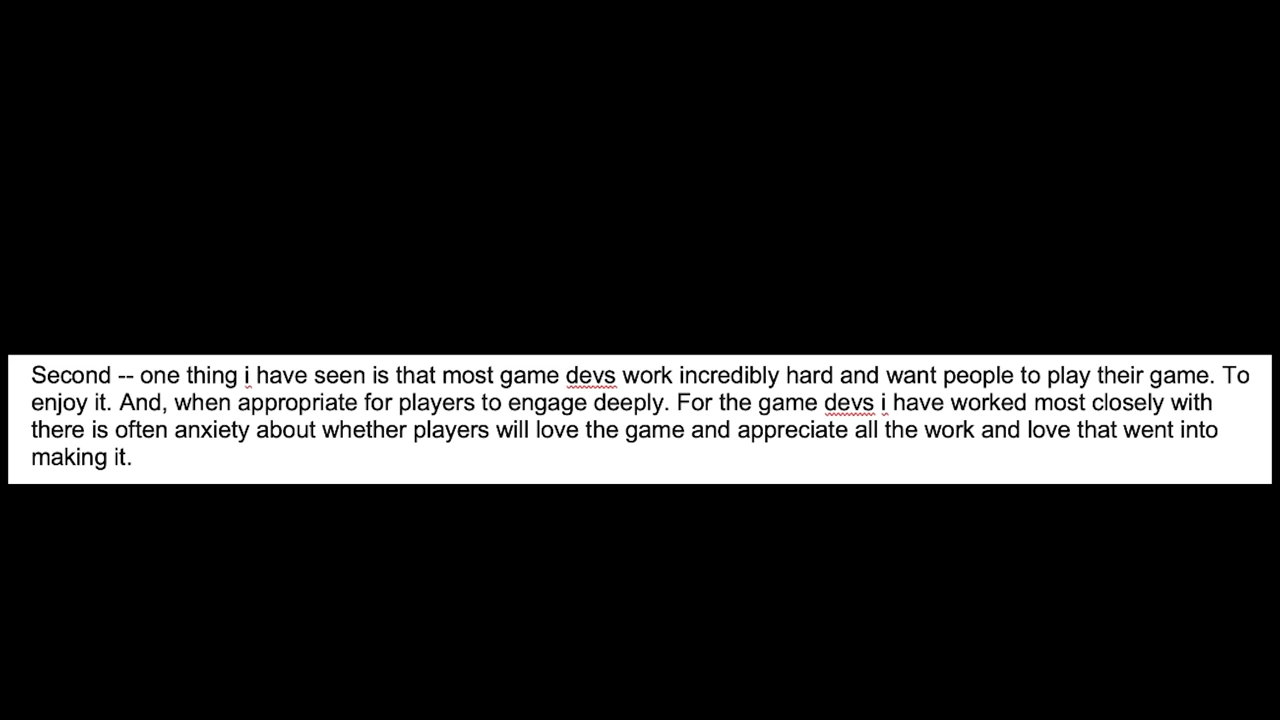 Second -- one thing i have seen is that most game devs work incredibly hard and want people to play their game. To
enjoy it. And, when appropriate for players to engage deeply. For the game devs i have worked most closely with
there is often anxiety about whether players will love the game and appreciate all the work and love that went into
making it.